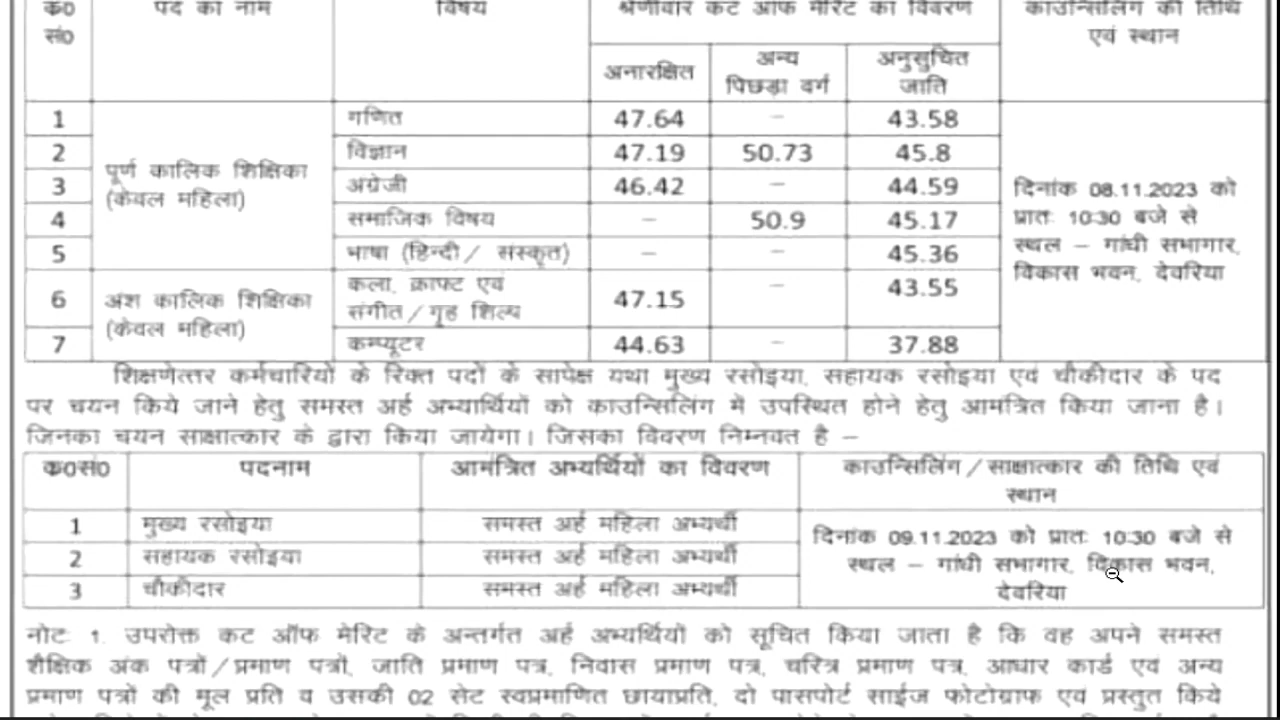 क्र0 पद का नाम विषय श्रेणीवार कट ऑफ मेरिट का विवरण काउन्सिलिंग की तिथि
सं0 एवं स्थान
अनारक्षित अन्य पिछड़ा वर्ग अनुसुचित जाति
1 पूर्ण कालिक शिक्षिका (केवल महिला) गणित 47.64 – 43.58 दिनांक 08.11.2023 को
2 विज्ञान 47.19 50.73 45.8 प्रातः 10:30 बजे से
3 अंग्रेजी 46.42 – 44.59 स्थल – गांधी सभागार,
4 समाजिक विषय – 50.9 45.17 विकास भवन, देवरिया
5 भाषा (हिन्दी / संस्कृत) – – 45.36
6 अंश कालिक शिक्षिका (केवल महिला) कला, क्राफ्ट एवं संगीत/गृह शिल्प 47.15 – 43.55
7 कम्प्यूटर 44.63 – 37.88
शिक्षणेत्तर कर्मचारियों के रिक्त पदों के सापेक्ष यथा मुख्य रसोइया, सहायक रसोइया एवं चौकीदार के पद
पर चयन किये जाने हेतु समस्त अर्ह अभ्यार्थियों को काउन्सिलिंग में उपस्थित होने हेतु आमंत्रित किया जाना है।
जिनका चयन साक्षात्कार के द्वारा किया जायेगा। जिसका विवरण निम्नवत है –
क्र0सं0 पदनाम आमंत्रित अभ्यर्थियों का विवरण काउन्सिलिंग/साक्षात्कार की तिथि एवं
स्थान
1 मुख्य रसोइया समस्त अर्ह महिला अभ्यर्थी दिनांक 09.11.2023 को प्रातः 10:30 बजे से
2 सहायक रसोइया समस्त अर्ह महिला अभ्यर्थी स्थल – गांधी सभागार, विकास भवन,
3 चौकीदार समस्त अर्ह महिला अभ्यर्थी देवरिया
नोटः 1. उपरोक्त कट ऑफ मेरिट के अन्तर्गत अर्ह अभ्यर्थियों को सूचित किया जाता है कि वह अपने समस्त
शैक्षिक अंक पत्रों/प्रमाण पत्रों, जाति प्रमाण पत्र, निवास प्रमाण पत्र, चरित्र प्रमाण पत्र, आधार कार्ड एवं अन्य
प्रमाण पत्रों की मूल प्रति व उसकी 02 सेट स्वप्रमाणित छायाप्रति, दो पासपोर्ट साईज फोटोग्राफ एवं प्रस्तुत किये